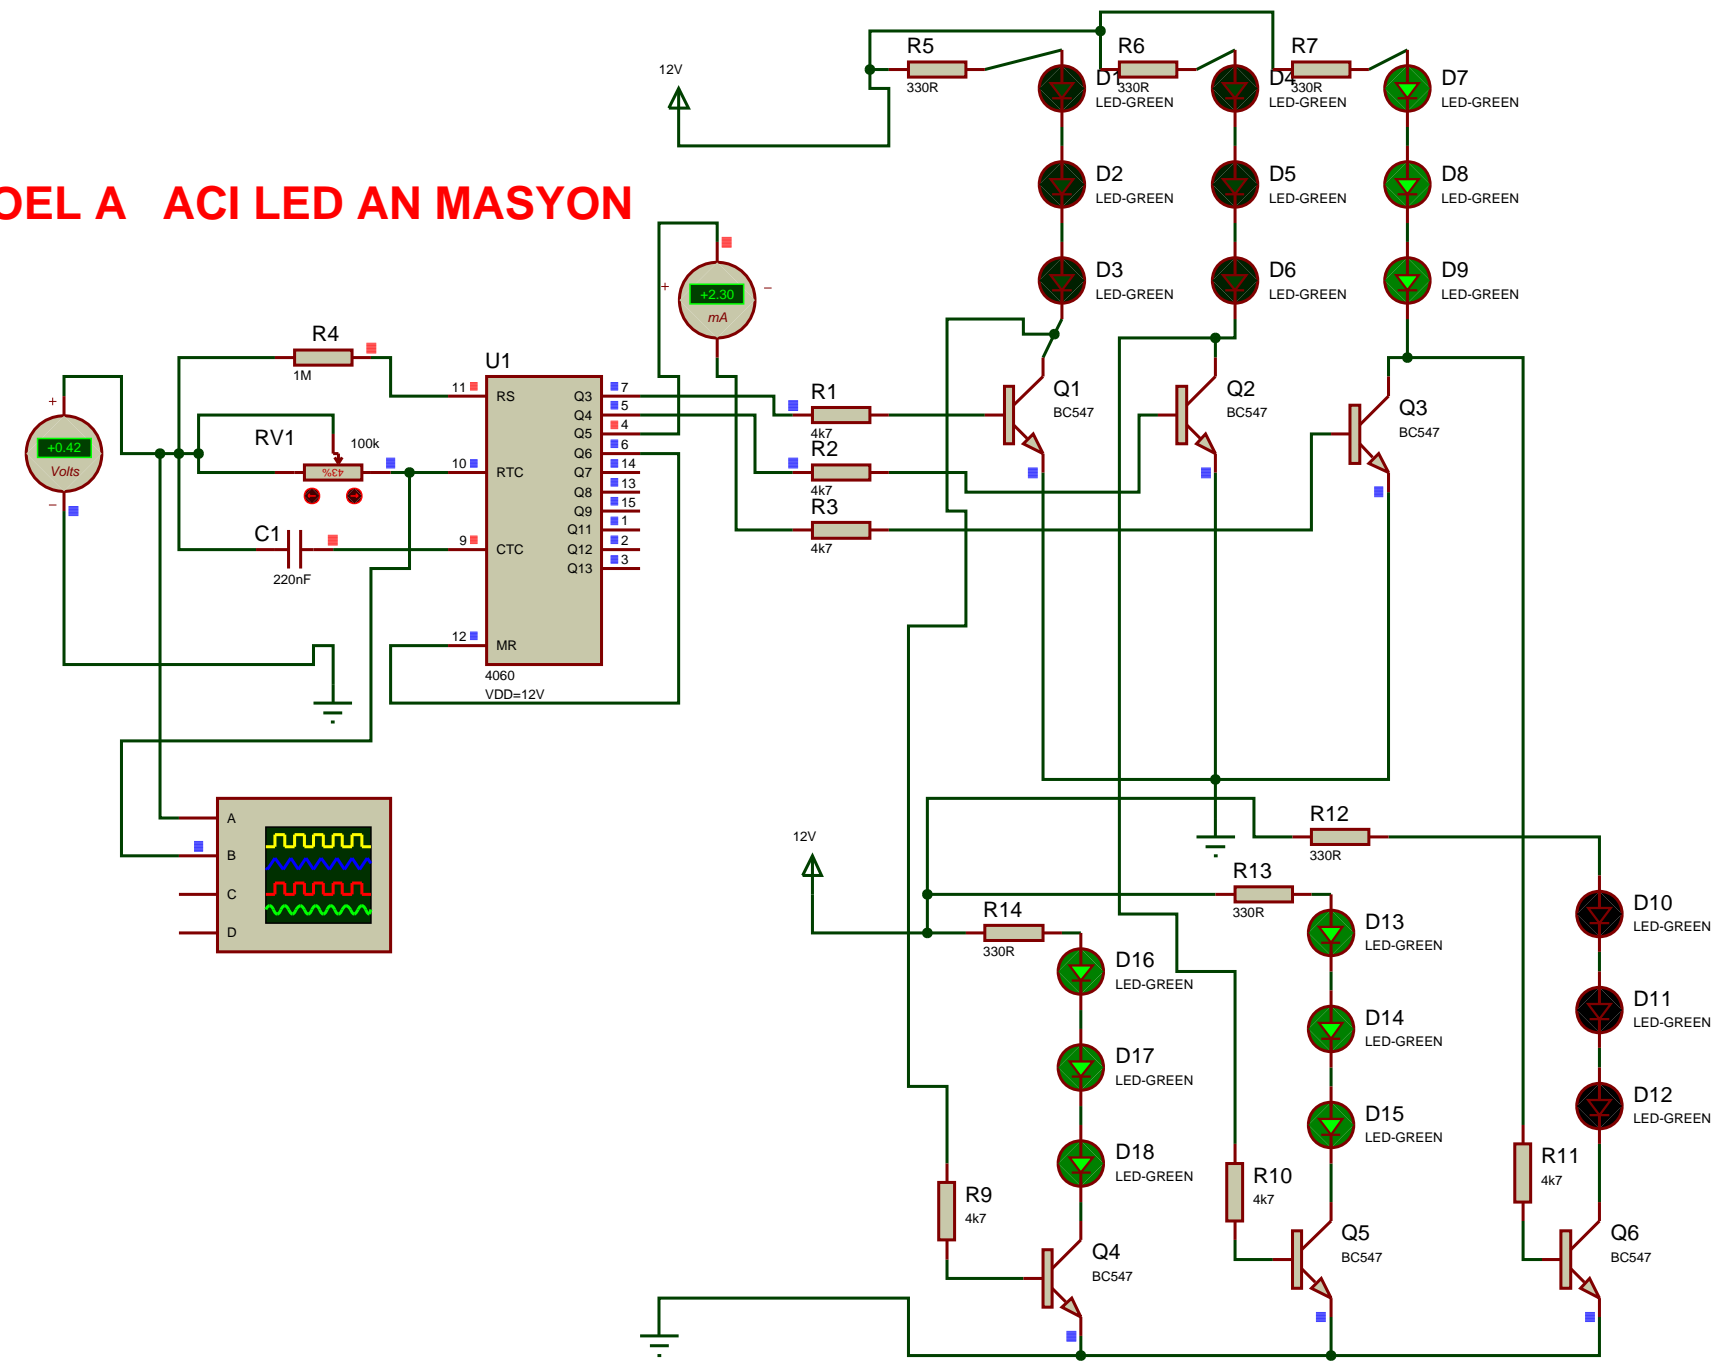 OEL A ACI LED AN MASYON
12V
R5
330R
R6
330R
R7
330R
D1
LED-GREEN
D4
LED-GREEN
D7
LED-GREEN
D2
LED-GREEN
D5
LED-GREEN
D8
LED-GREEN
D3
LED-GREEN
D6
LED-GREEN
D9
LED-GREEN
+
+2.30
mA
−
R4
1M
U1
11
RS
10
RTC
9
CTC
12
MR
Q3
7
Q4
5
Q5
4
Q6
6
Q7
14
Q8
13
Q9
15
Q11
1
Q12
2
Q13
3
4060
VDD=12V
+
+0.42
Volts
−
RV1
100k
43%
C1
220nF
R1
4k7
R2
4k7
R3
4k7
Q1
BC547
Q2
BC547
Q3
BC547
A
B
C
D
12V
R12
330R
R13
330R
R14
330R
D10
LED-GREEN
D13
LED-GREEN
D16
LED-GREEN
D11
LED-GREEN
D14
LED-GREEN
D17
LED-GREEN
D12
LED-GREEN
D15
LED-GREEN
D18
LED-GREEN
R9
4k7
R10
4k7
R11
4k7
Q4
BC547
Q5
BC547
Q6
BC547